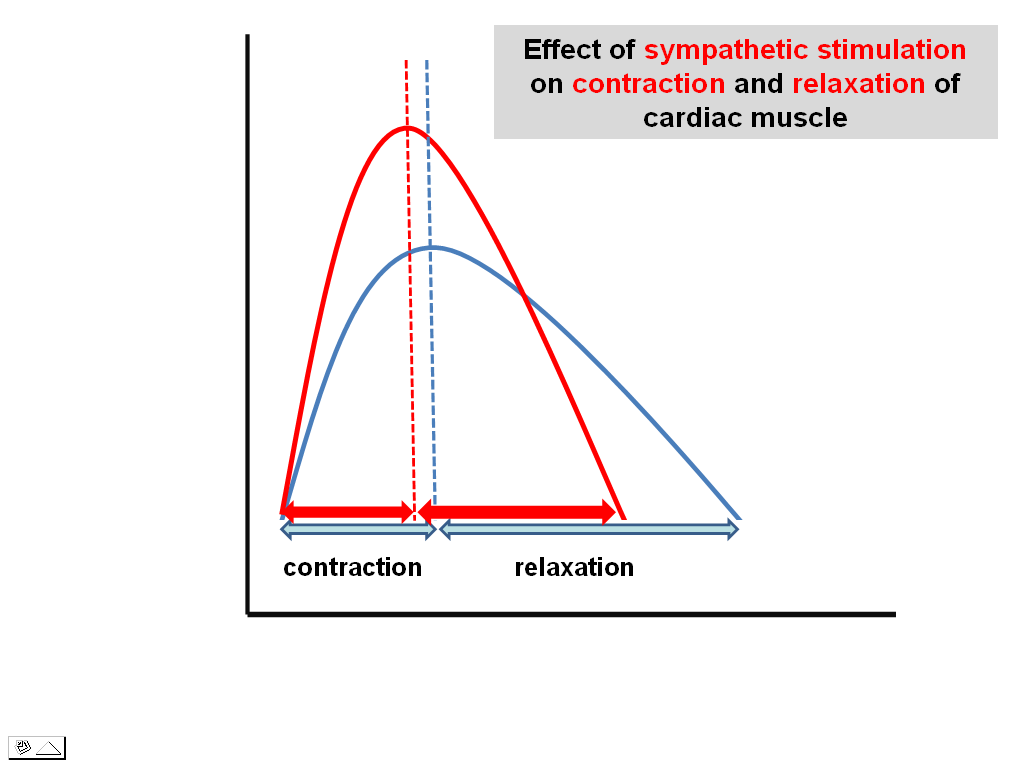 Effect of sympathetic stimulation
on contraction and relaxation of
cardiac muscle
contraction relaxation